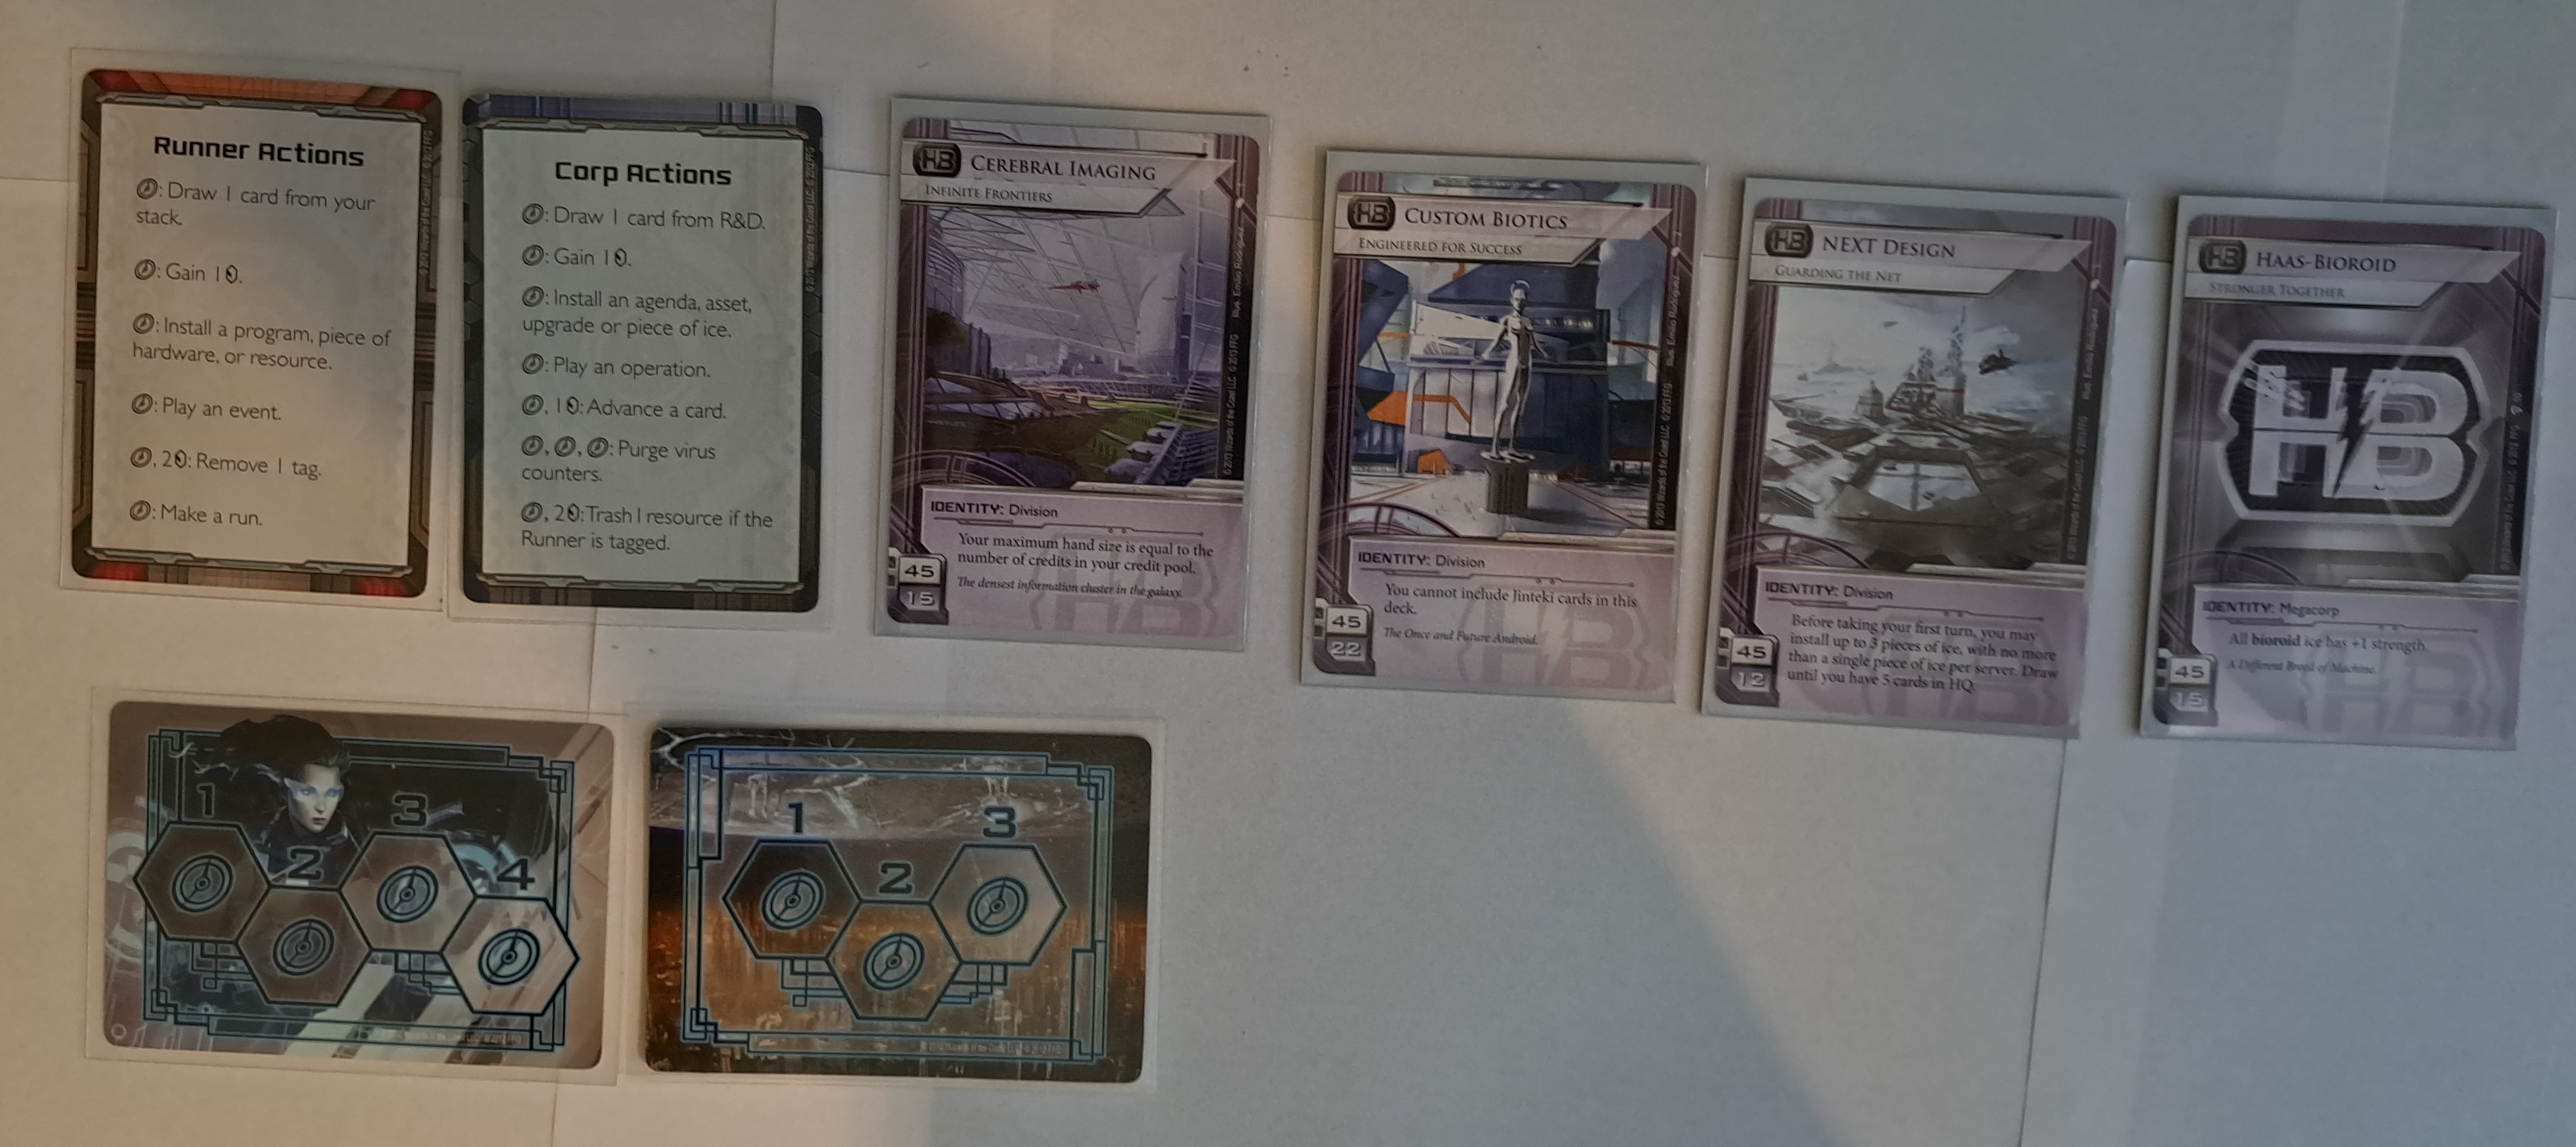 Runner Actions
: Draw 1 card from your
stack.
: Gain 1.
: Install a program, piece of
hardware, or resource.
: Play an event.
, 2: Remove 1 tag.
: Make a run.
Corp Actions
: Draw 1 card from R&D.
: Gain 1.
: Install an agenda, asset,
upgrade or piece of ice.
: Play an operation.
, 1: Advance a card.
, , : Purge virus
counters.
, 2: Trash 1 resource if the
Runner is tagged.
HB CEREBRAL IMAGING
INFINITE FRONTIERS
IDENTITY: Division
Your maximum hand size is equal to the
number of credits in your credit pool.
The densest information cluster in the galaxy.
45
15
HB CUSTOM BIOTICS
ENGINEERED FOR SUCCESS
IDENTITY: Division
You cannot include Jinteki cards in this
deck.
The Once and Future Android.
45
22
HB NEXT DESIGN
GUARDING THE NET
IDENTITY: Division
Before taking your first turn, you may
install up to 3 pieces of ice, with no more
than a single piece of ice per server. Draw
until you have 5 cards in HQ.
45
12
HB HAAS-BIOROID
STRONGER TOGETHER
HB
IDENTITY: Megacorp
All bioroid ice has +1 strength.
A Different Breed of Machine.
45
15
1
2
3
4
1
2
3